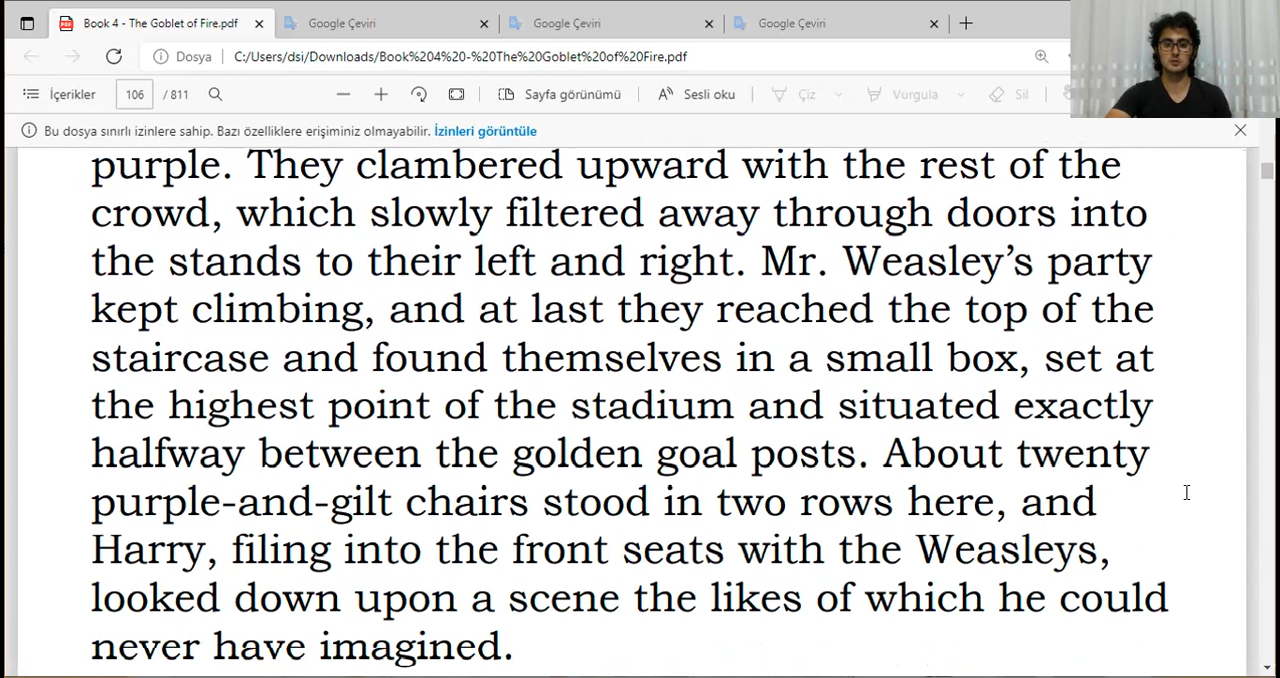 Book 4 - The Goblet of Fire.pdf
Google Çeviri
Google Çeviri
Google Çeviri
Dosya C:/Users/dsi/Downloads/Book%204%20-%20The%20Goblet%20of%20Fire.pdf
İçerikler 106 / 811 Sayfa görünümü Sesli oku Çiz Vurgula Sil
Bu dosya sınırlı izinlere sahip. Bazı özelliklere erişiminiz olmayabilir. İzinleri görüntüle
purple. They clambered upward with the rest of the
crowd, which slowly filtered away through doors into
the stands to their left and right. Mr. Weasley’s party
kept climbing, and at last they reached the top of the
staircase and found themselves in a small box, set at
the highest point of the stadium and situated exactly
halfway between the golden goal posts. About twenty
purple-and-gilt chairs stood in two rows here, and
Harry, filing into the front seats with the Weasleys,
looked down upon a scene the likes of which he could
never have imagined.